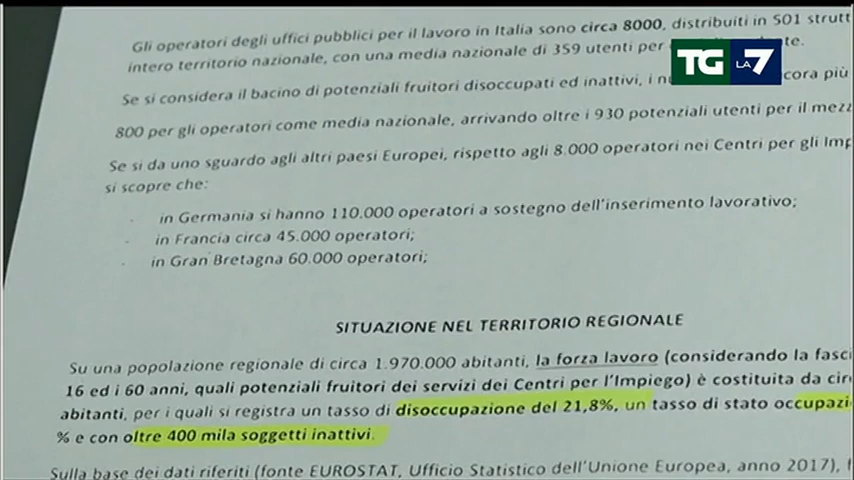 Gli operatori degli uffici pubblici per il lavoro in Italia sono circa 8000, distribuiti in 501
intero territorio nazionale, con una media nazionale di 359 utenti per
TG LA7
Se si considera il bacino di potenziali fruitori disoccupati ed inattivi, i più
800 per gli operatori come media nazionale, arrivando oltre i 930 potenziali utenti per il
Se si da uno sguardo agli altri paesi Europei, rispetto agli 8.000 operatori nei Centri per gli
si scopre che:
- in Germania si hanno 110.000 operatori a sostegno dell'inserimento lavorativo;
- in Francia circa 45.000 operatori;
- in Gran Bretagna 60.000 operatori;
SITUAZIONE NEL TERRITORIO REGIONALE
Su una popolazione regionale di circa 1.970.000 abitanti, la forza lavoro (considerando la
16 ed i 60 anni, quali potenziali fruitori dei servizi dei Centri per l'Impiego) è costituita da
abitanti, per i quali si registra un tasso di disoccupazione del 21,8%, un tasso di stato
% e con oltre 400 mila soggetti inattivi.
Sulla base dei dati riferiti (fonte EUROSTAT, Ufficio Statistico dell'Unione Europea, anno 2017),